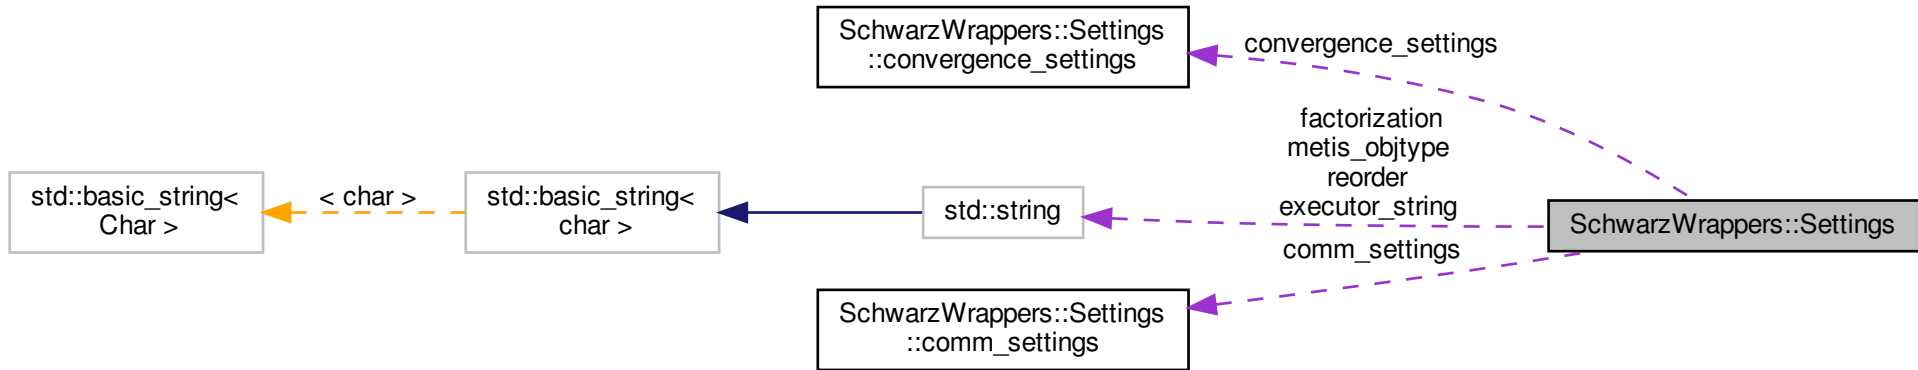 SchwarzWrappers::Settings
::convergence_settings
convergence_settings
factorization
metis_objtype
reorder
executor_string
std::basic_string<
Char >
< char >
std::basic_string<
char >
std::string
SchwarzWrappers::Settings
comm_settings
SchwarzWrappers::Settings
::comm_settings